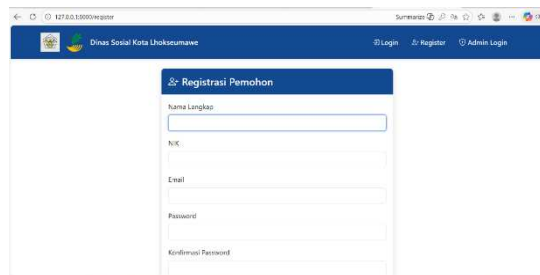 127.0.0.1:8000/register
Summarize
Dinas Sosial Kota Lhokseumawe
Login
Register
Admin Login
Registrasi Pemohon
Nama Lengkap
NIK
Email
Password
Konfirmasi Password